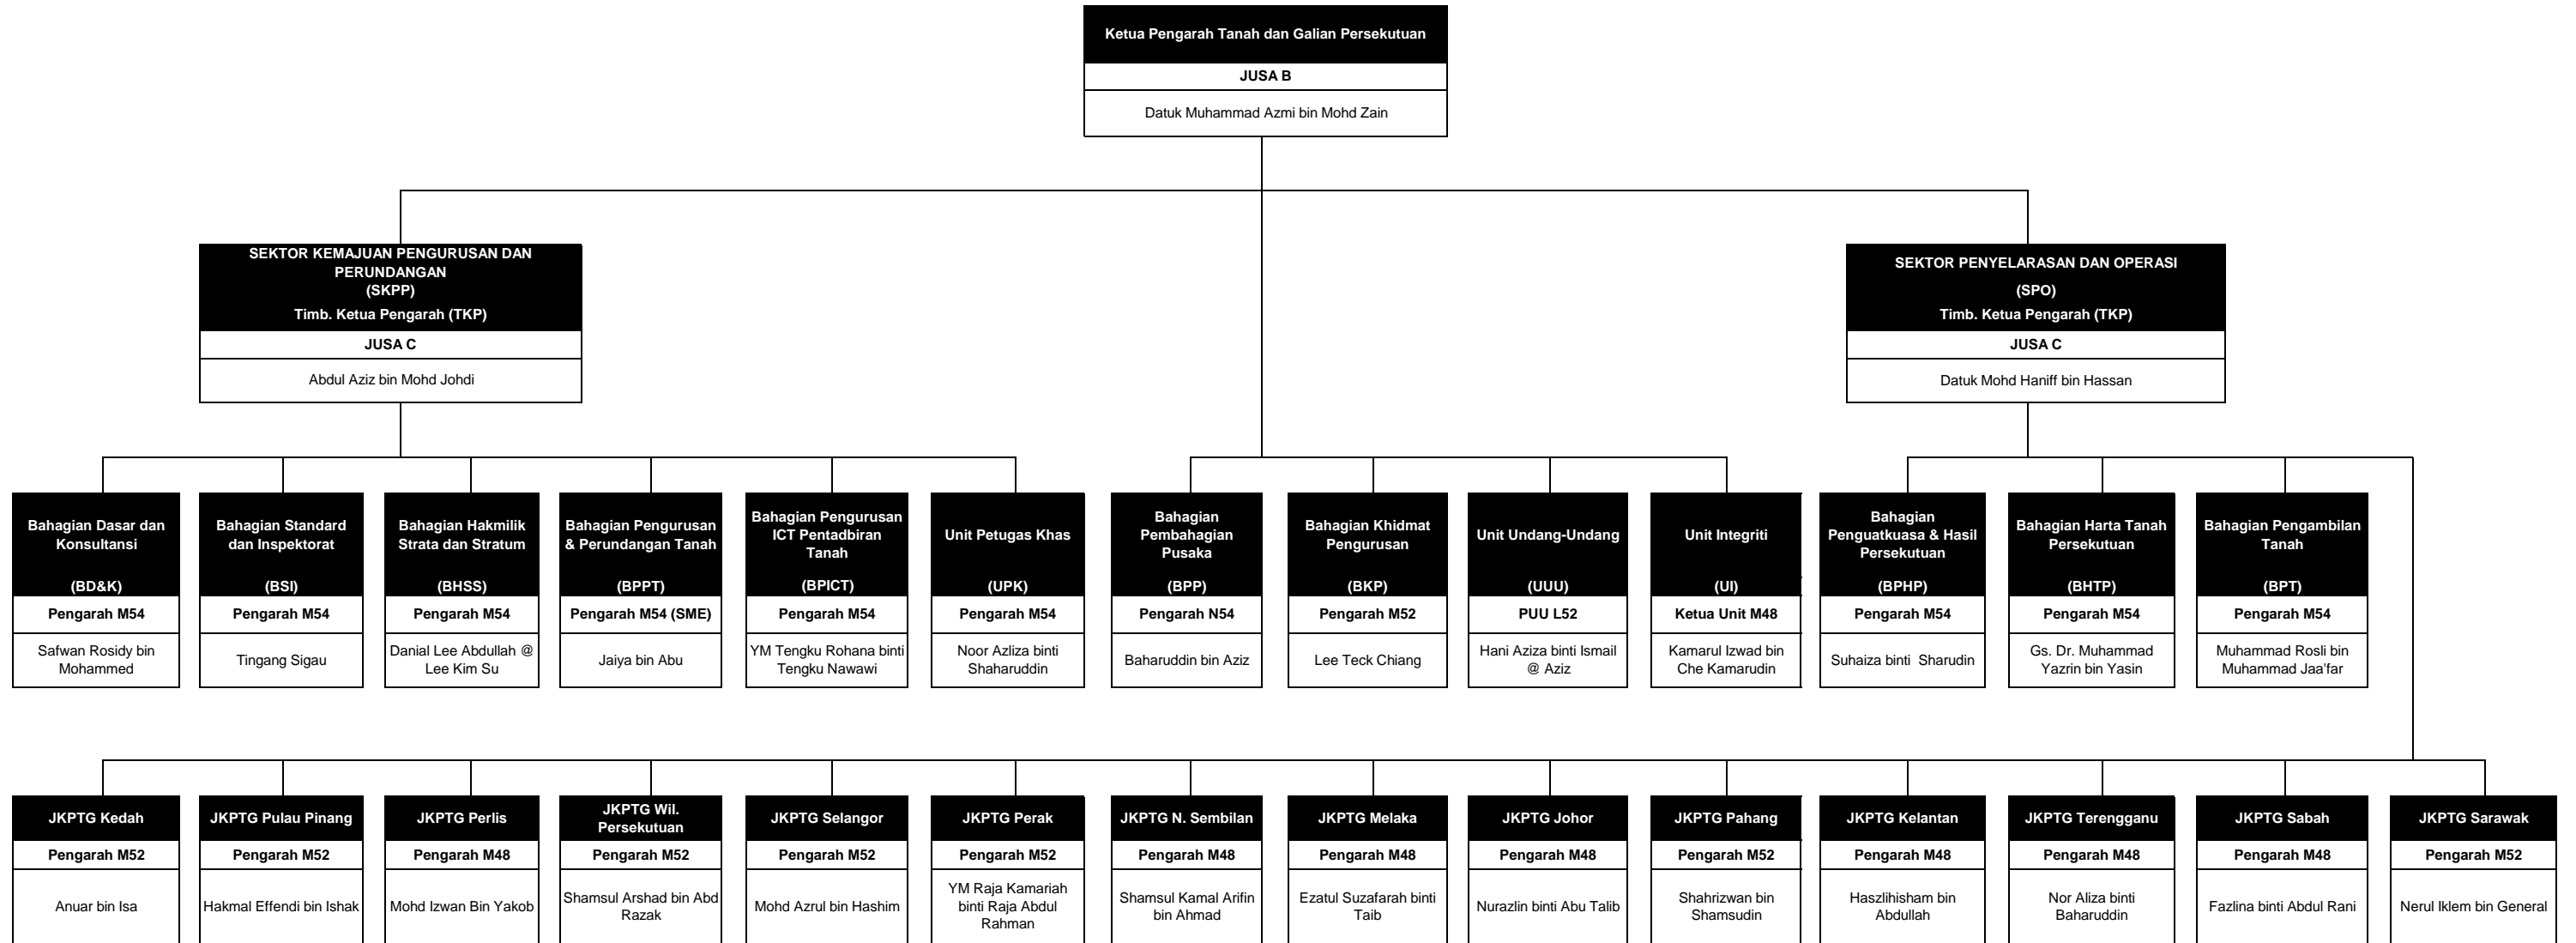 Ketua Pengarah Tanah dan Galian Persekutuan
JUSA B
Datuk Muhammad Azmi bin Mohd Zain
SEKTOR KEMAJUAN PENGURUSAN DAN
PERUNDANGAN
(SKPP)
Timb. Ketua Pengarah (TKP)
JUSA C
Abdul Aziz bin Mohd Johdi
SEKTOR PENYELARASAN DAN OPERASI
(SPO)
Timb. Ketua Pengarah (TKP)
JUSA C
Datuk Mohd Haniff bin Hassan
Bahagian Dasar dan
Konsultansi
(BD&K)
Pengarah M54
Safwan Rosidy bin
Mohammed
Bahagian Standard
dan Inspektorat
(BSI)
Pengarah M54
Tingang Sigau
Bahagian Hakmilik
Strata dan Stratum
(BHSS)
Pengarah M54
Danial Lee Abdullah @
Lee Kim Su
Bahagian Pengurusan
& Perundangan Tanah
(BPPT)
Pengarah M54 (SME)
Jaiya bin Abu
Bahagian Pengurusan
ICT Pentadbiran
Tanah
(BPICT)
Pengarah M54
YM Tengku Rohana binti
Tengku Nawawi
Unit Petugas Khas
(UPK)
Pengarah M54
Noor Azliza binti
Shaharuddin
Bahagian
Pembahagian
Pusaka
(BPP)
Pengarah N54
Baharuddin bin Aziz
Bahagian Khidmat
Pengurusan
(BKP)
Pengarah M52
Lee Teck Chiang
Unit Undang-Undang
(UUU)
PUU L52
Hani Aziza binti Ismail
@ Aziz
Unit Integriti
(UI)
Ketua Unit M48
Kamarul Izwad bin
Che Kamarudin
Bahagian
Penguatkuasa & Hasil
Persekutuan
(BPHP)
Pengarah M54
Suhaiza binti Sharudin
Bahagian Harta Tanah
Persekutuan
(BHTP)
Pengarah M54
Gs. Dr. Muhammad
Yazrin bin Yasin
Bahagian Pengambilan
Tanah
(BPT)
Pengarah M54
Muhammad Rosli bin
Muhammad Jaa'far
JKPTG Kedah
Pengarah M52
Anuar bin Isa
JKPTG Pulau Pinang
Pengarah M52
Hakmal Effendi bin Ishak
JKPTG Perlis
Pengarah M48
Mohd Izwan Bin Yakob
JKPTG Wil.
Persekutuan
Pengarah M52
Shamsul Arshad bin Abd
Razak
JKPTG Selangor
Pengarah M52
Mohd Azrul bin Hashim
JKPTG Perak
Pengarah M52
YM Raja Kamariah
binti Raja Abdul
Rahman
JKPTG N. Sembilan
Pengarah M48
Shamsul Kamal Arifin
bin Ahmad
JKPTG Melaka
Pengarah M48
Ezatul Suzafarah binti
Taib
JKPTG Johor
Pengarah M48
Nurazlin binti Abu Talib
JKPTG Pahang
Pengarah M52
Shahrizwan bin
Shamsudin
JKPTG Kelantan
Pengarah M48
Haszlihisham bin
Abdullah
JKPTG Terengganu
Pengarah M48
Nor Aliza binti
Baharuddin
JKPTG Sabah
Pengarah M48
Fazlina binti Abdul Rani
JKPTG Sarawak
Pengarah M52
Nerul Iklem bin General